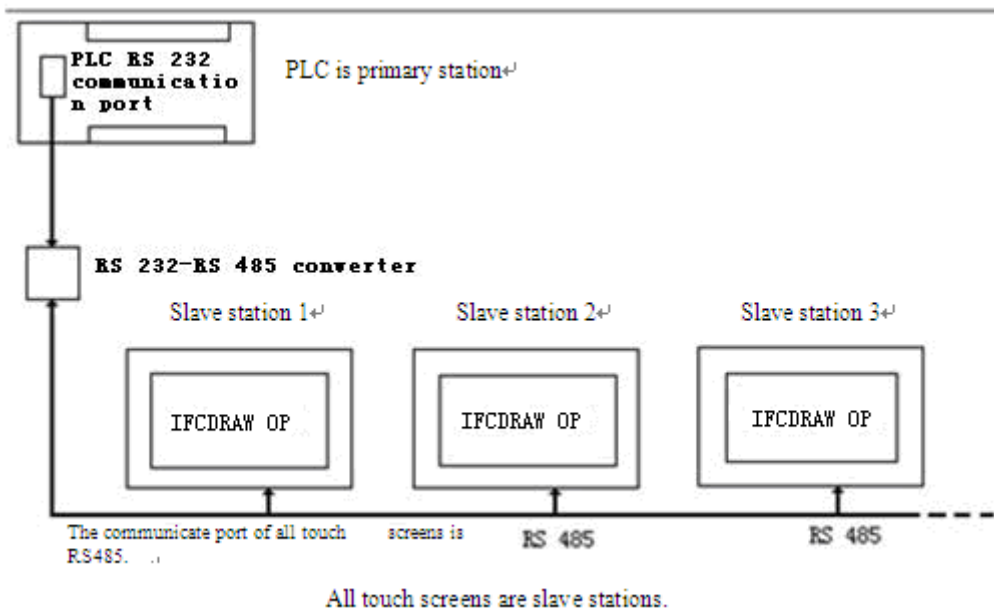 PLC RS 232
communicatio
n port
PLC is primary station↵
RS 232-RS 485 converter
Slave station 1↵
Slave station 2↵
Slave station 3↵
IFCDRAW OP
IFCDRAW OP
IFCDRAW OP
The communicate port of all touch screens is
RS485. .↓
RS 485
RS 485
All touch screens are slave stations.